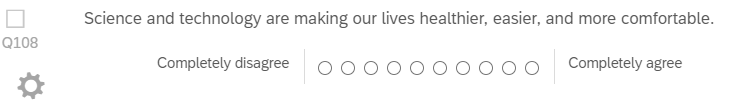 Science and technology are making our lives healthier, easier, and more comfortable.
Q108
Completely disagree Completely agree